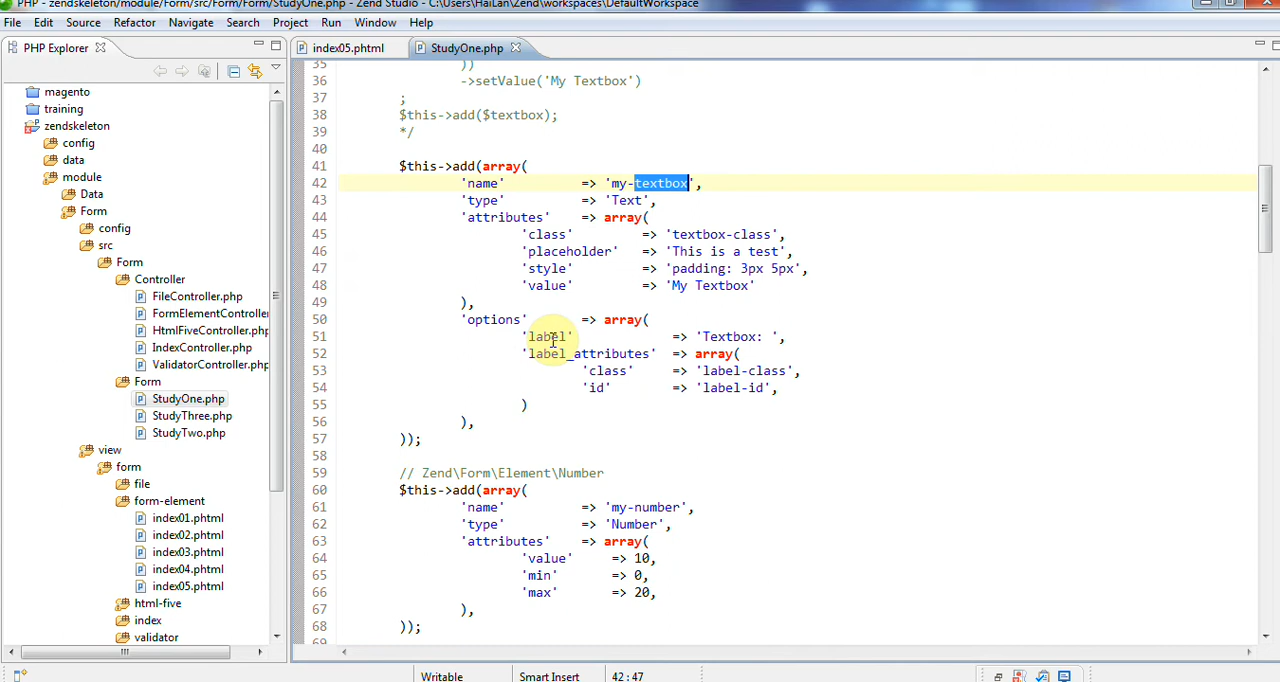 PHP - zendskeleton/module/Form/src/Form/Form/StudyOne.php - Zend Studio - C:\Users\HaiLan\Zend\workspaces\DefaultWorkspace
File Edit Source Refactor Navigate Search Project Run Window Help
PHP Explorer
magento
training
zendskeleton
config
data
module
Data
Form
config
src
Form
Controller
FileController.php
FormElementController
HtmlFiveController.php
IndexController.php
ValidatorController.php
Form
StudyOne.php
StudyThree.php
StudyTwo.php
view
form
file
form-element
index01.phtml
index02.phtml
index03.phtml
index04.phtml
index05.phtml
html-five
index
validator
index05.phtml StudyOne.php
35 ))
36 ->setValue('My Textbox')
37 ;
38 $this->add($textbox);
39 */
40
41 $this->add(array(
42 'name' => 'my-textbox',
43 'type' => 'Text',
44 'attributes' => array(
45 'class' => 'textbox-class',
46 'placeholder' => 'This is a test',
47 'style' => 'padding: 3px 5px',
48 'value' => 'My Textbox'
49 ),
50 'options' => array(
51 'label' => 'Textbox: ',
52 'label_attributes' => array(
53 'class' => 'label-class',
54 'id' => 'label-id',
55 )
56 ),
57 ));
58
59 // Zend\Form\Element\Number
60 $this->add(array(
61 'name' => 'my-number',
62 'type' => 'Number',
63 'attributes' => array(
64 'value' => 10,
65 'min' => 0,
66 'max' => 20,
67 ),
68 ));
69
Writable Smart Insert 42 : 47